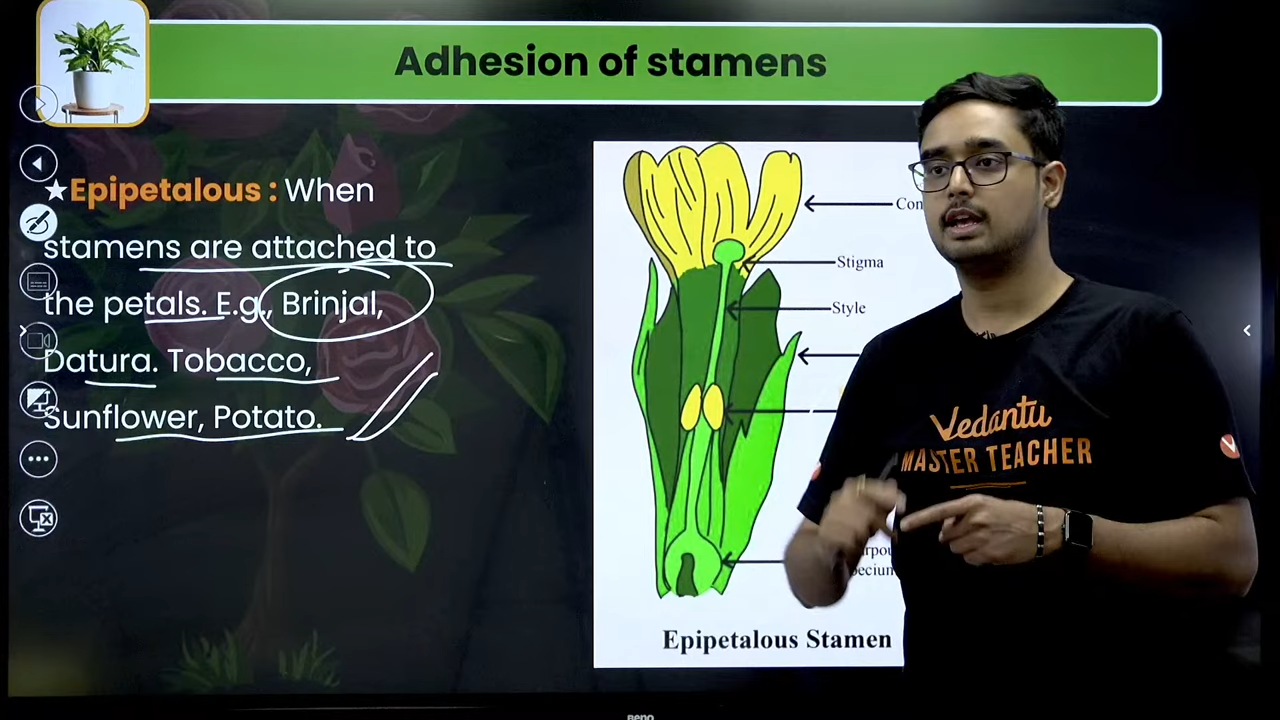 Adhesion of stamens
★Epipetalous : When
stamens are attached to
the petals. E.g., Brinjal,
Datura. Tobacco,
Sunflower, Potato.
Stigma
Style
Epipetalous Stamen
Vedantu
MASTER TEACHER
BenQ